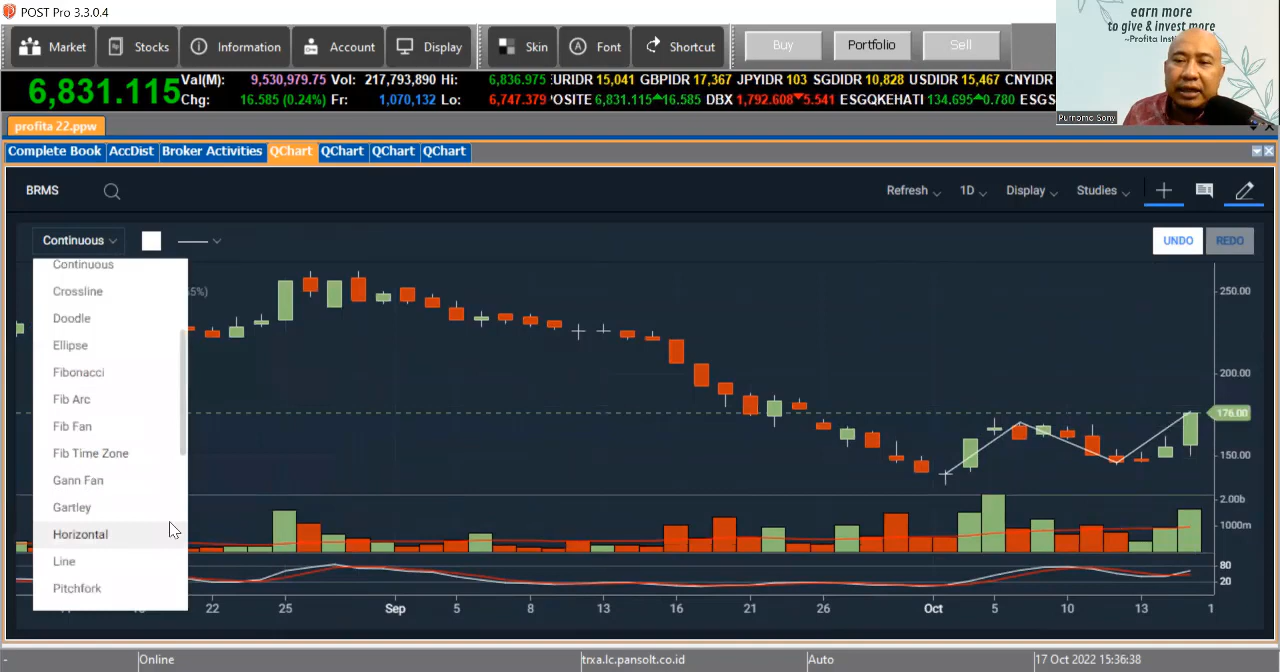 POST Pro 3.3.0.4
Market Stocks Information Account Display Skin Font Shortcut Buy Portfolio Sell
earn more
to give & invest more
~Profita Inst
Purnomo Sony
6,831.115
Val(M): 9,530,979.75 Vol: 217,793,890 Hi: 6,836.975 :URIDR 15,041 GBPIDR 17,367 JPYIDR 103 SGDIDR 10,828 USDIDR 15,467 CNYIDR
Chg: 16.585 (0.24%) Fr: 1,070,132 Lo: 6,747.379 'OSITE 6,831.115 16.585 DBX 1,792.608 5.541 ESGQKEHATI 134.695 0.780 ESGS
profita 22.ppw
Complete Book AccDist Broker Activities QChart QChart QChart QChart
BRMS Refresh 1D Display Studies
Continuous UNDO REDO
Continuous
Crossline
Doodle
Ellipse
Fibonacci
Fib Arc
Fib Fan
Fib Time Zone
Gann Fan
Gartley
Horizontal
Line
Pitchfork
5%)
250.00
200.00
176.00
150.00
2.00b
1000m
80
20
22 25 Sep 5 8 13 16 21 26 Oct 5 10 13 1
- Online trxa.lc.pansolt.co.id Auto 17 Oct 2022 15:36:38